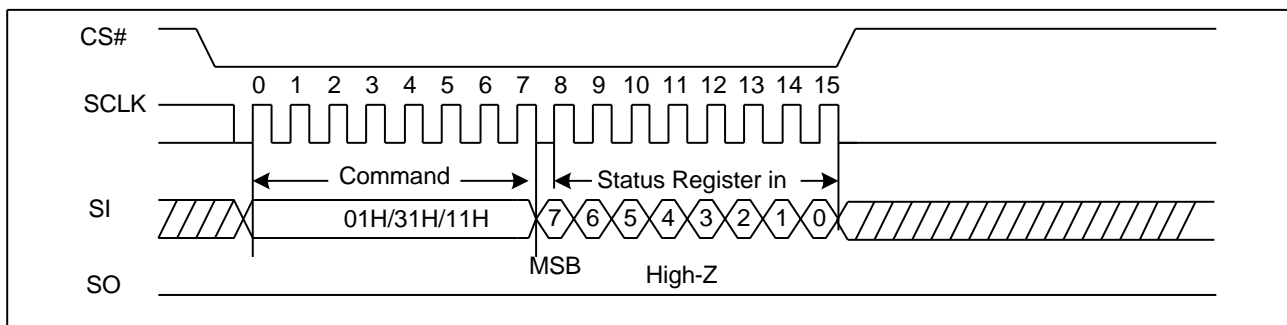 CS#
0 1 2 3 4 5 6 7 8 9 10 11 12 13 14 15
SCLK
Command Status Register in
SI 01H/31H/11H 7 6 5 4 3 2 1 0
MSB High-Z
SO